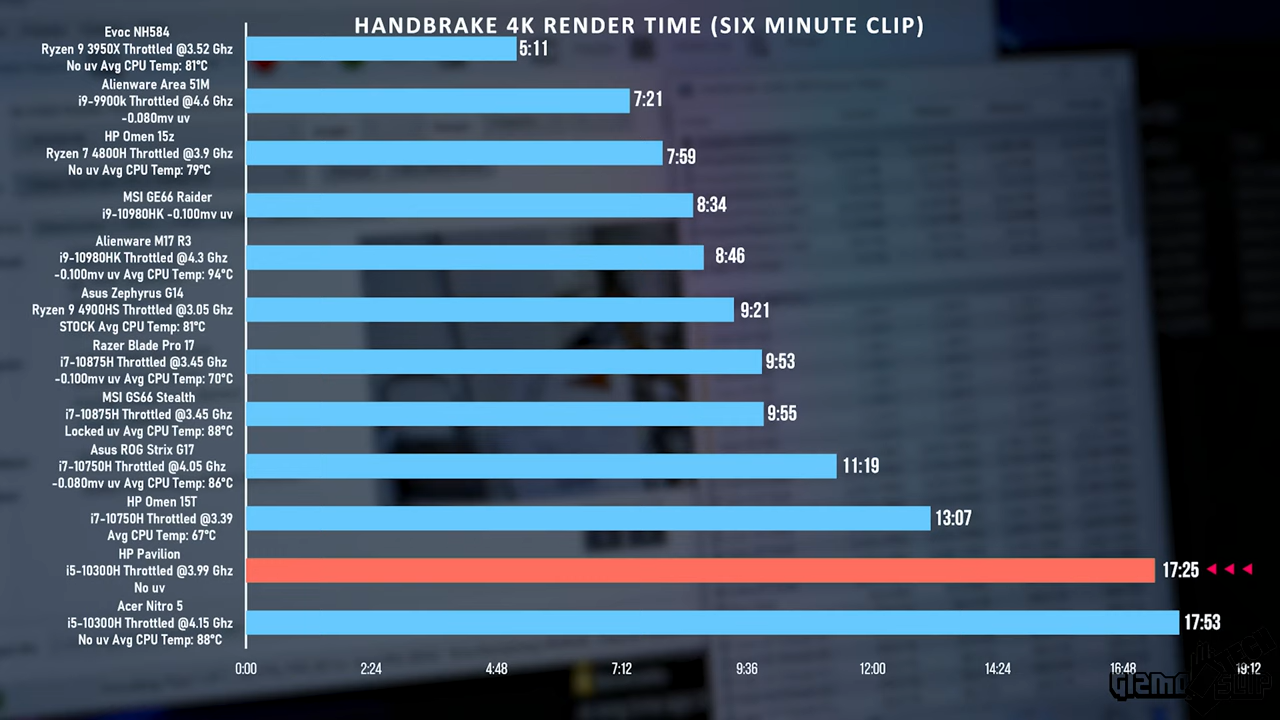 HANDBRAKE 4K RENDER TIME (SIX MINUTE CLIP)
Evoc NH584
Ryzen 9 3950X Throttled @3.52 Ghz
No uv Avg CPU Temp: 81°C
5:11
Alienware Area 51M
i9-9900k Throttled @4.6 Ghz
-0.080mv uv
7:21
HP Omen 15z
Ryzen 7 4800H Throttled @3.9 Ghz
No uv Avg CPU Temp: 79°C
7:59
MSI GE66 Raider
i9-10980HK -0.100mv uv
8:34
Alienware M17 R3
i9-10980HK Throttled @4.3 Ghz
-0.100mv uv Avg CPU Temp: 94°C
8:46
Asus Zephyrus G14
Ryzen 9 4900HS Throttled @3.05 Ghz
STOCK Avg CPU Temp: 81°C
9:21
Razer Blade Pro 17
i7-10875H Throttled @3.45 Ghz
-0.100mv uv Avg CPU Temp: 70°C
9:53
MSI GS66 Stealth
i7-10875H Throttled @3.45 Ghz
Locked uv Avg CPU Temp: 88°C
9:55
Asus ROG Strix G17
i7-10750H Throttled @4.05 Ghz
-0.080mv uv Avg CPU Temp: 86°C
11:19
HP Omen 15T
i7-10750H Throttled @3.39
Avg CPU Temp: 67°C
13:07
HP Pavilion
i5-10300H Throttled @3.99 Ghz
No uv
17:25
Acer Nitro 5
i5-10300H Throttled @4.15 Ghz
No uv Avg CPU Temp: 88°C
17:53
0:00 2:24 4:48 7:12 9:36 12:00 14:24 16:48 19:12